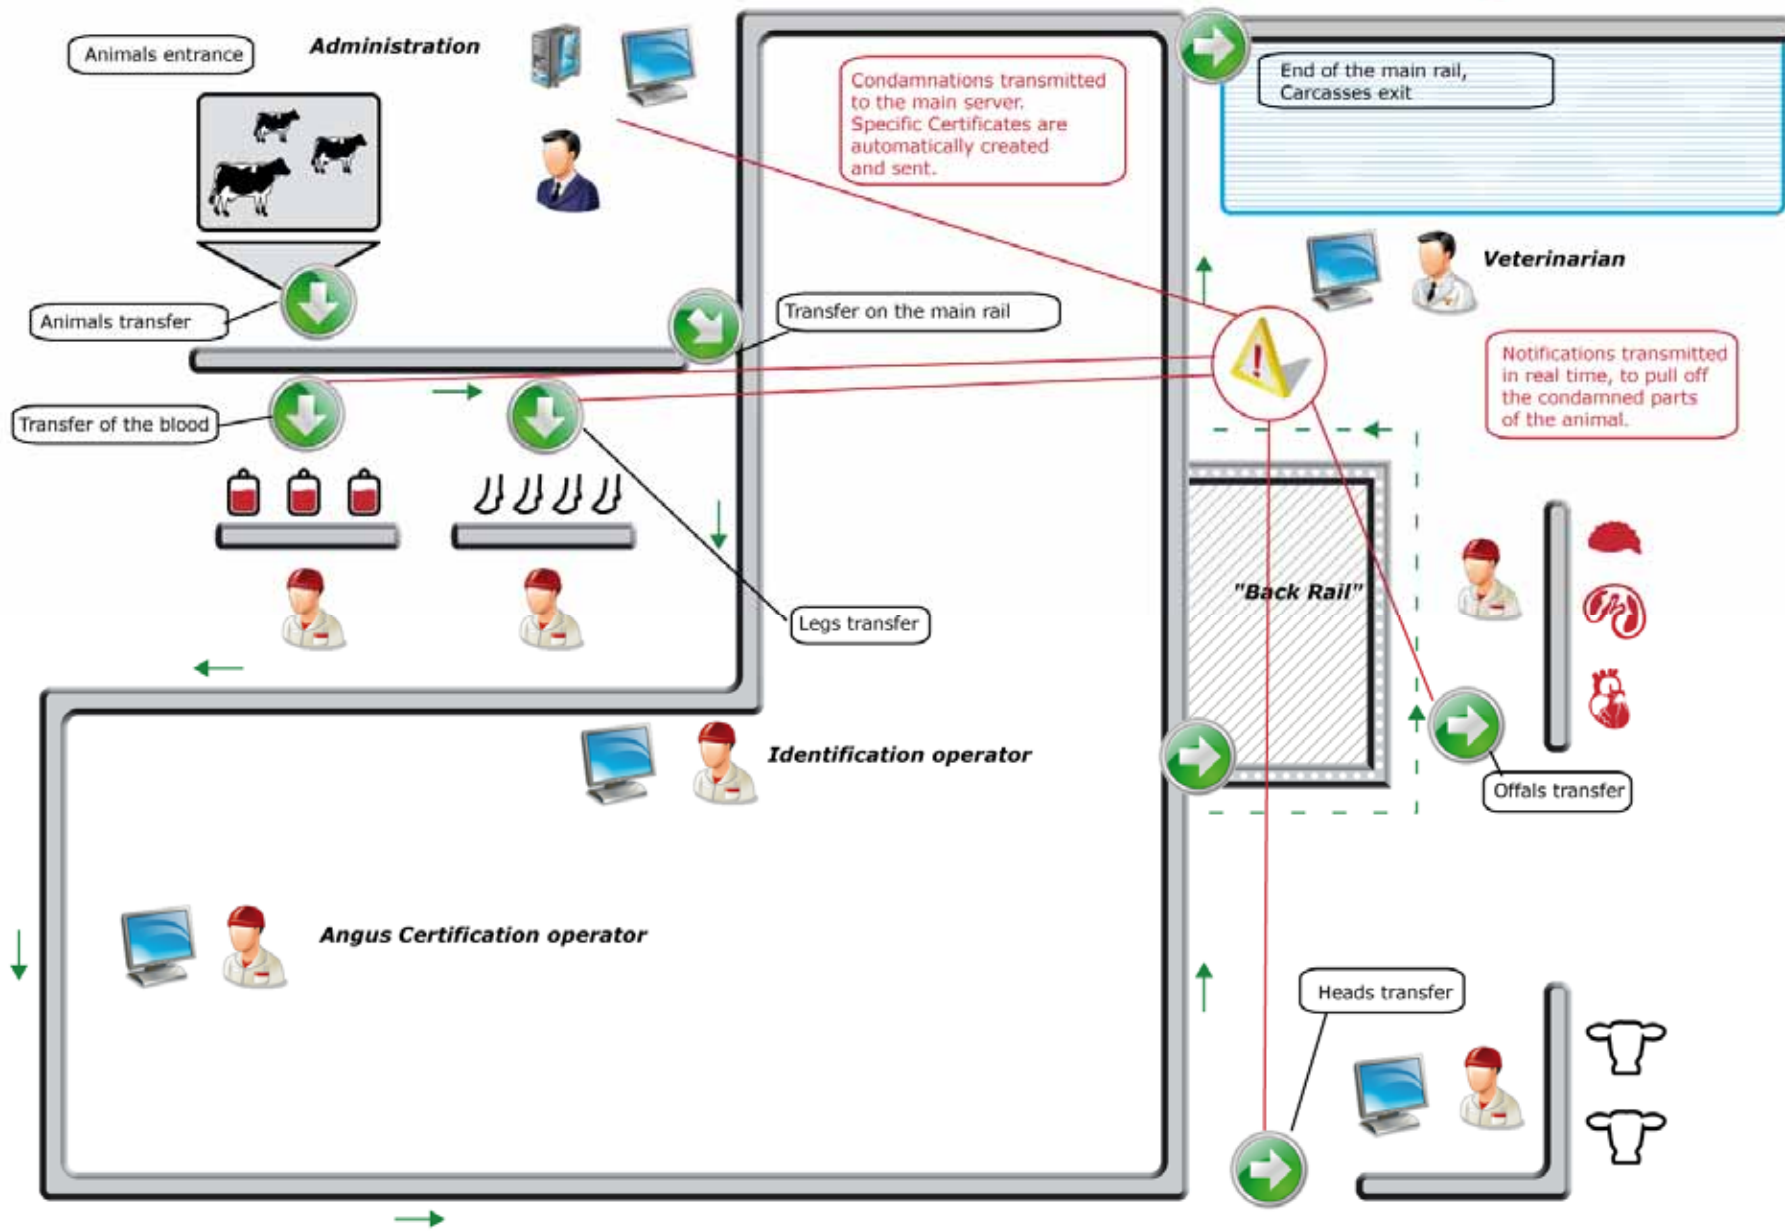 Animals entrance
Administration
Condamnations transmitted
to the main server.
Specific Certificates are
automatically created
and sent.
End of the main rail,
Carcasses exit
Veterinarian
Animals transfer
Transfer on the main rail
Notifications transmitted
in real time, to pull off
the condamned parts
of the animal.
Transfer of the blood
"Back Rail"
Legs transfer
Identification operator
Offals transfer
Angus Certification operator
Heads transfer